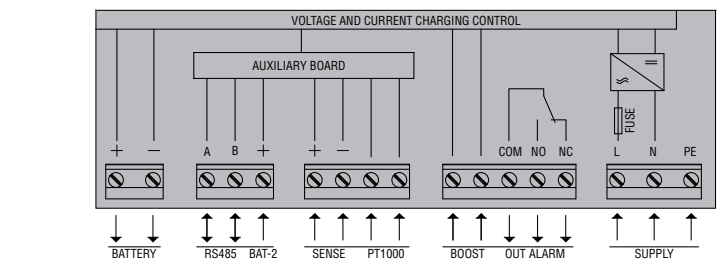 VOLTAGE AND CURRENT CHARGING CONTROL
AUXILIARY BOARD
FUSE
+ − A B + + − COM NO NC L N PE
BATTERY RS485 BAT-2 SENSE PT1000 BOOST OUT ALARM SUPPLY